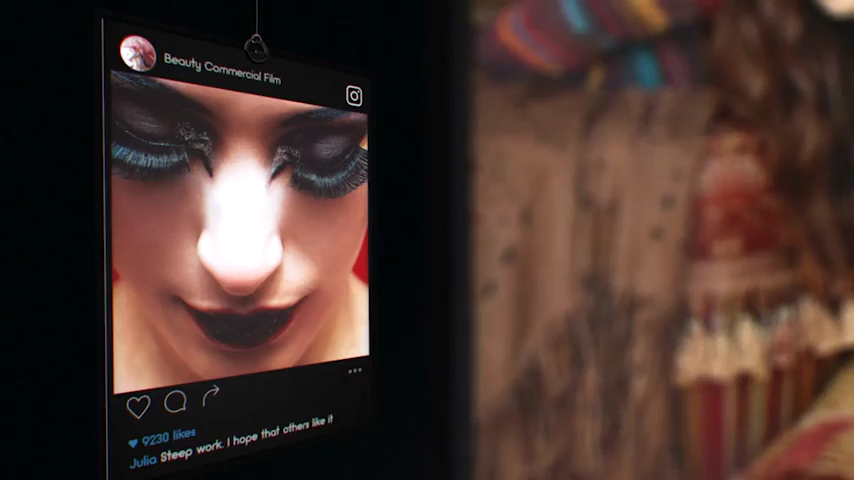 Beauty Commercial Film
9230 likes
Julia Steep work. I hope that others like it